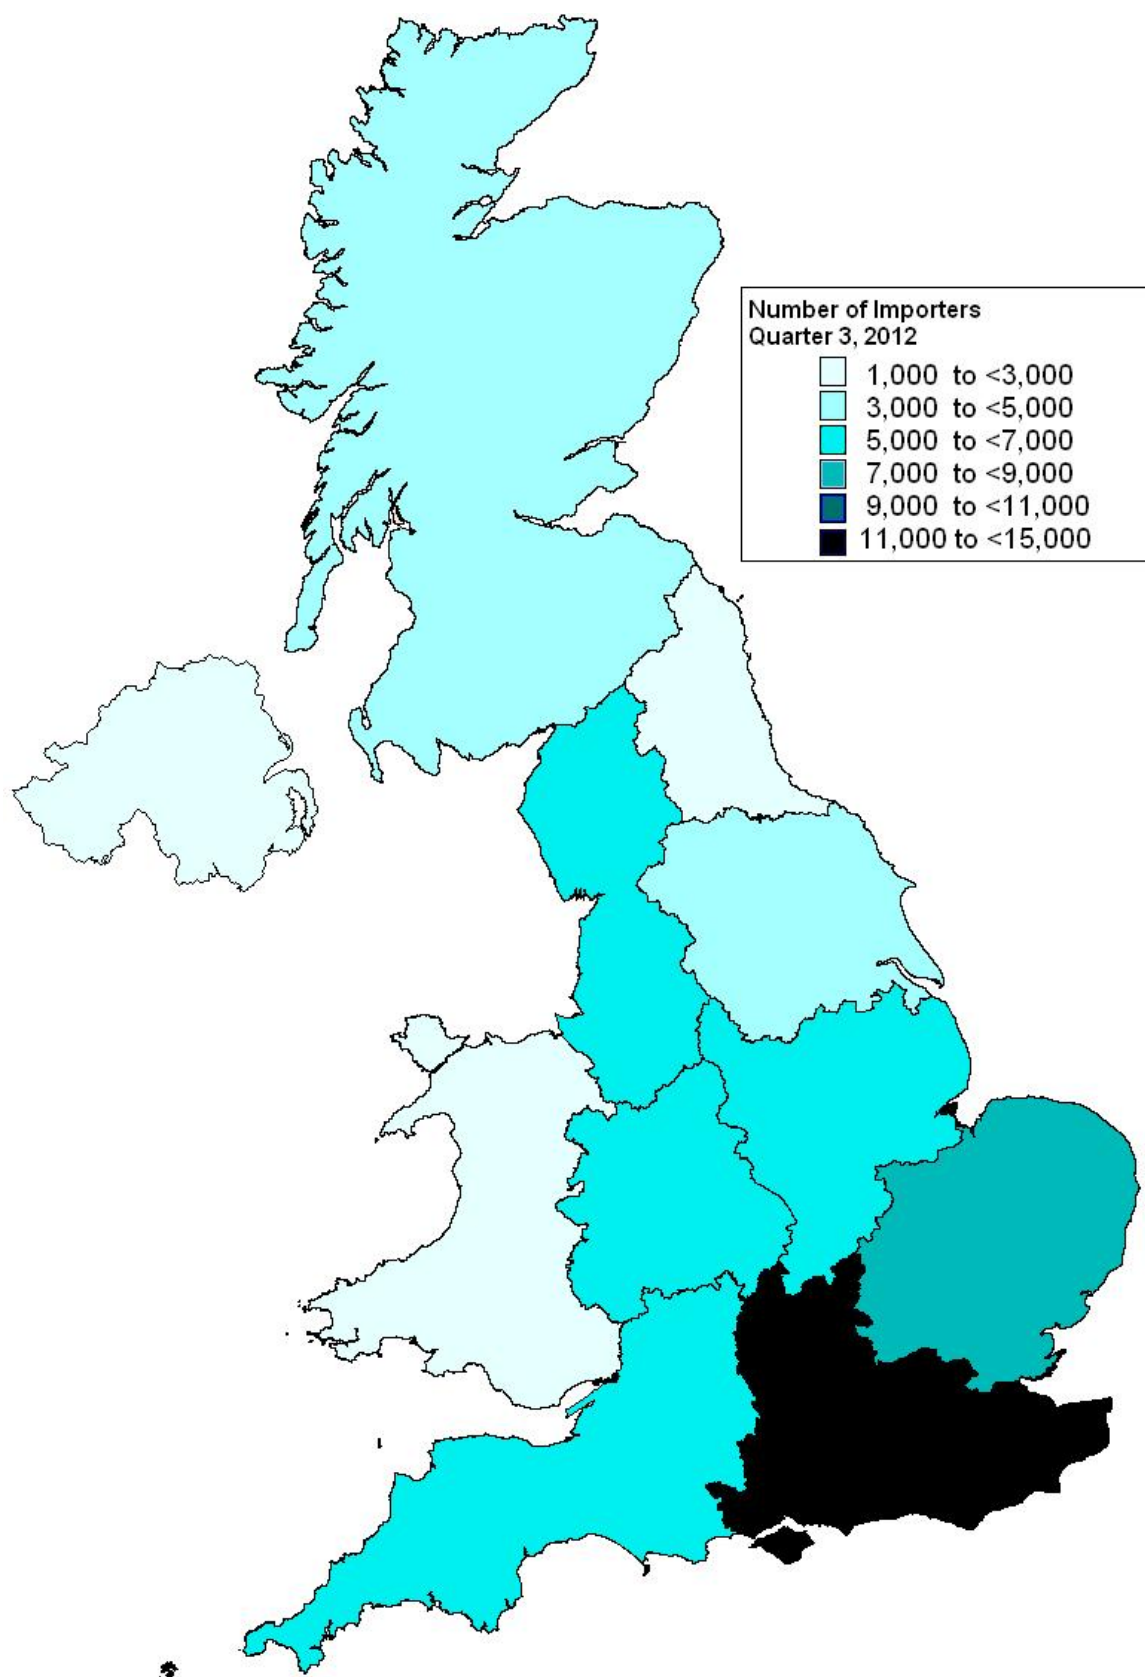 Number of Importers
Quarter 3, 2012
1,000 to <3,000
3,000 to <5,000
5,000 to <7,000
7,000 to <9,000
9,000 to <11,000
11,000 to <15,000